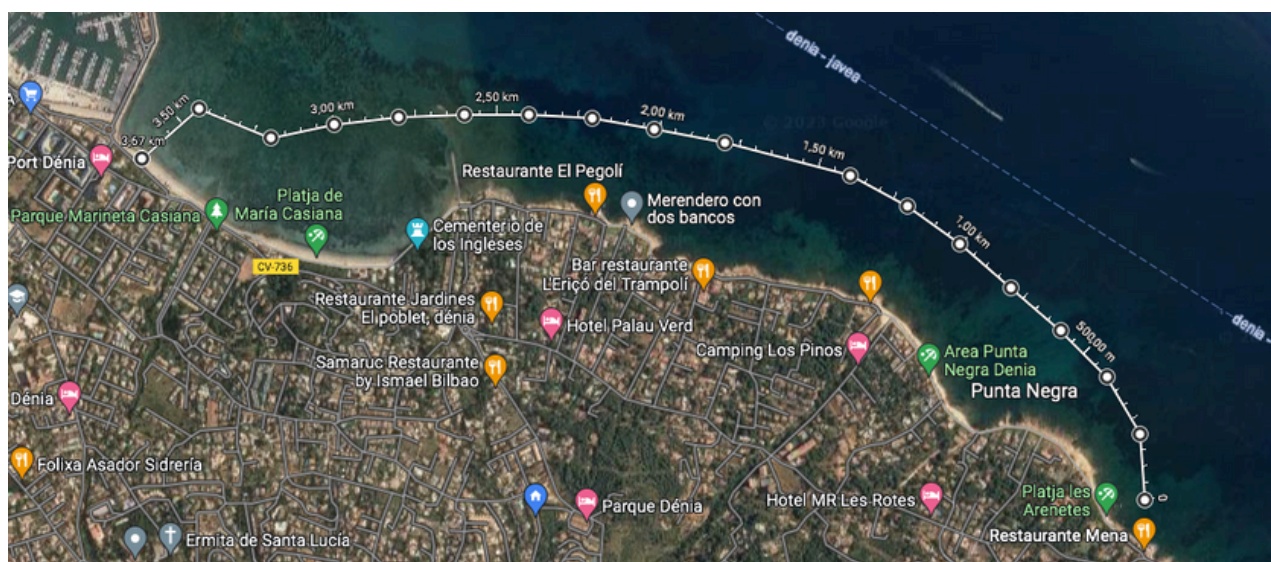 denia - javea
© 2023 Google
3,67 km
3,50 km
3,00 km
2,50 km
2,00 km
1,50 km
1,00 km
500,00 m
0
A
Port Dénia
Parque Marineta Casiana
Platja de
María Casiana
CV-736
Cementerio de
los Ingleses
Restaurante El Pegolí
Merendero con
dos bancos
Bar restaurante
L'Eriçó del Trampolí
Restaurante Jardines
El poblet, dénia
Hotel Palau Verd
Samaruc Restaurante
by Ismael Bilbao
Camping Los Pinos
Area Punta
Negra Denia
Punta Negra
denia -
Dénia
Folixa Asador Sidrería
Ermita de Santa Lucía
Parque Dénia
Hotel MR Les Rotes
Platja les
Arenetes
Restaurante Mena